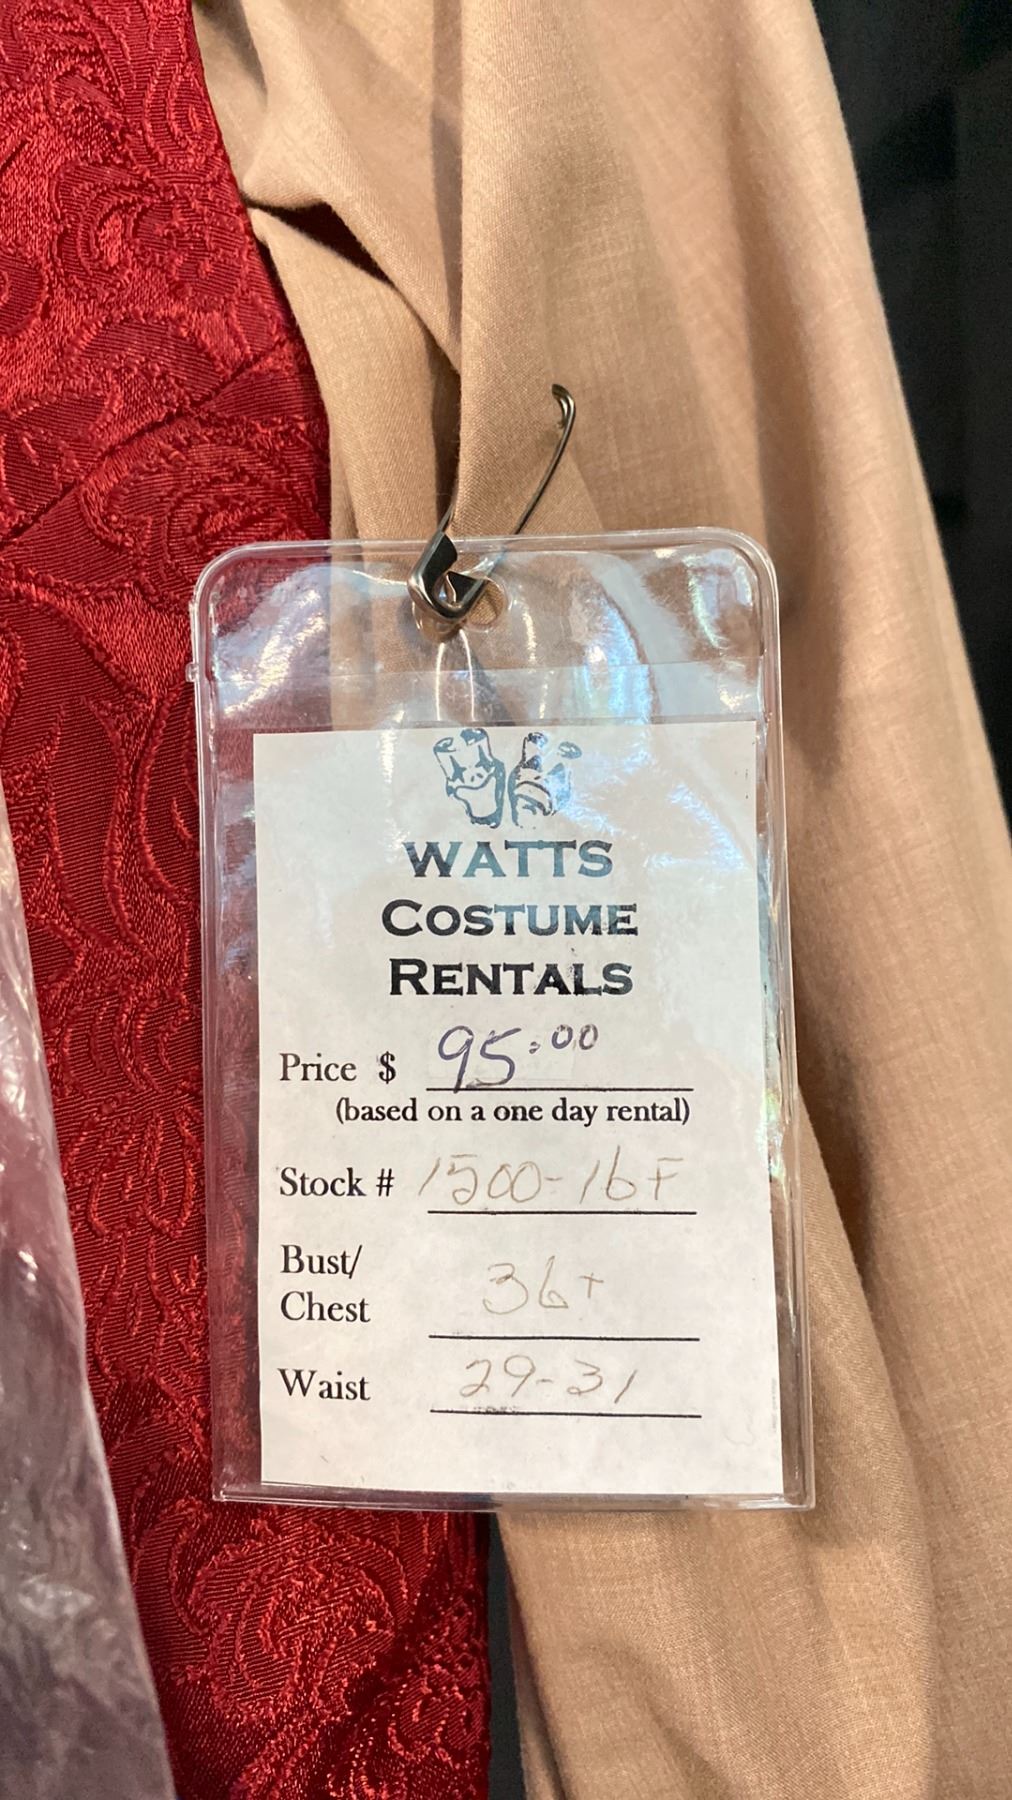 WATTS
COSTUME
RENTALS
Price $ 95.00
(based on a one day rental)
Stock # 1500-16F
Bust/
Chest 36+
Waist 29-31